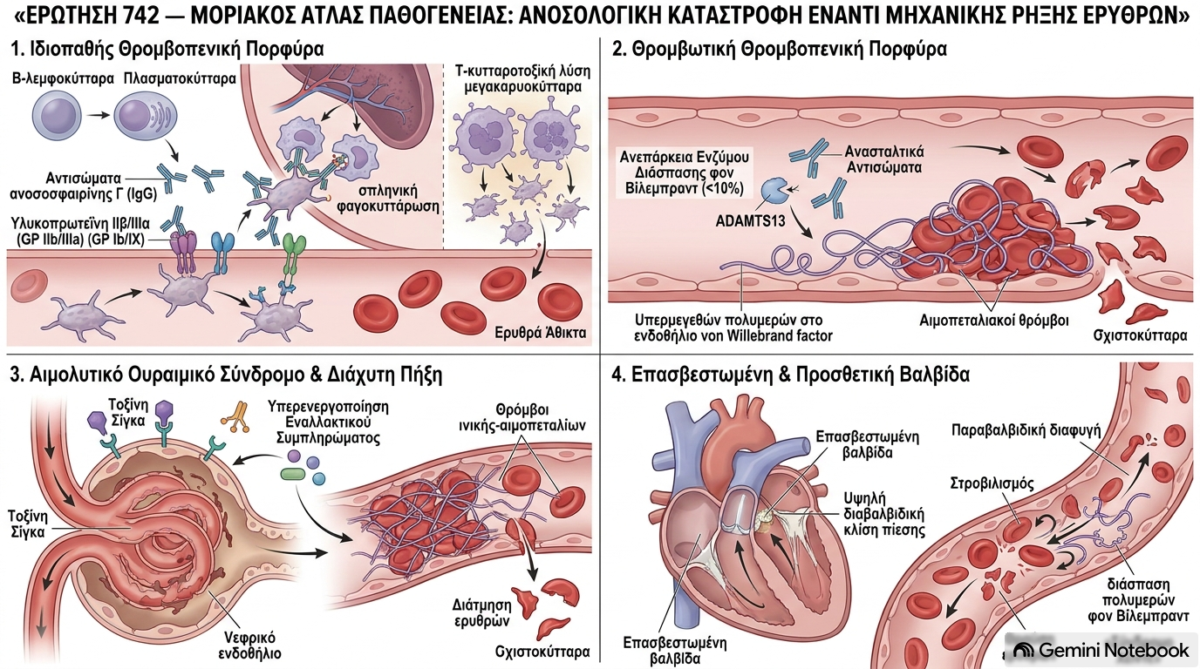 «ΕΡΩΤΗΣΗ 742 — ΜΟΡΙΑΚΟΣ ΑΤΛΑΣ ΠΑΘΟΓΕΝΕΙΑΣ: ΑΝΟΣΟΛΟΓΙΚΗ ΚΑΤΑΣΤΡΟΦΗ ΕΝΑΝΤΙ ΜΗΧΑΝΙΚΗΣ ΡΗΞΗΣ ΕΡΥΘΡΩΝ»
1. Ιδιοπαθής Θρομβοπενική Πορφύρα
Β-λεμφοκύτταρα
Πλασματοκύτταρα
Αντισώματα
ανοσοσφαιρίνης Γ (IgG)
Υλυκοπρωτεΐνη ΙΙβ/ΙΙΙa
(GP IIb/IIIa) (GP Ib/IX)
σπληνική
φαγοκυττάρωση
Τ-κυτταροτοξική λύση
μεγακαρυοκύτταρα
Ερυθρά Άθικτα
2. Θρομβωτική Θρομβοπενική Πορφύρα
Ανεπάρκεια Ενζύμου
Διάσπασης φον
Βίλεμπραντ (<10%)
ADAMTS13
Ανασταλτικά
Αντισώματα
Υπερμεγεθών πολυμερών στο
ενδοθήλιο von Willebrand factor
Αιμοπεταλιακοί θρόμβοι
Ϭχιστοκύτταρα
3. Αιμολυτικό Ουραιμικό Σύνδρομο & Διάχυτη Πήξη
Τοξίνη
Σίγκα
Υπερενεργοποίηση
Εναλλακτικού
Συμπληρώματος
Θρόμβοι
ινικής-αιμοπεταλίων
Τοξίνη
Σίγκα
Νεφρικό
ενδοθήλιο
Διάτμηση
ερυθρών
Gχιστοκύτταρα
4. Επασβεστωμένη & Προσθετική Βαλβίδα
Επασβεστωμένη
βαλβίδα
Υψηλή
διαβαλβιδική
κλίση πίεσης
Επασβεστωμένη
βαλβίδα
Παραβαλβιδική διαφυγή
Στροβιλισμός
διάσπαση
πολυμερών
φον Βίλεμπραντ
Gemini Notebook